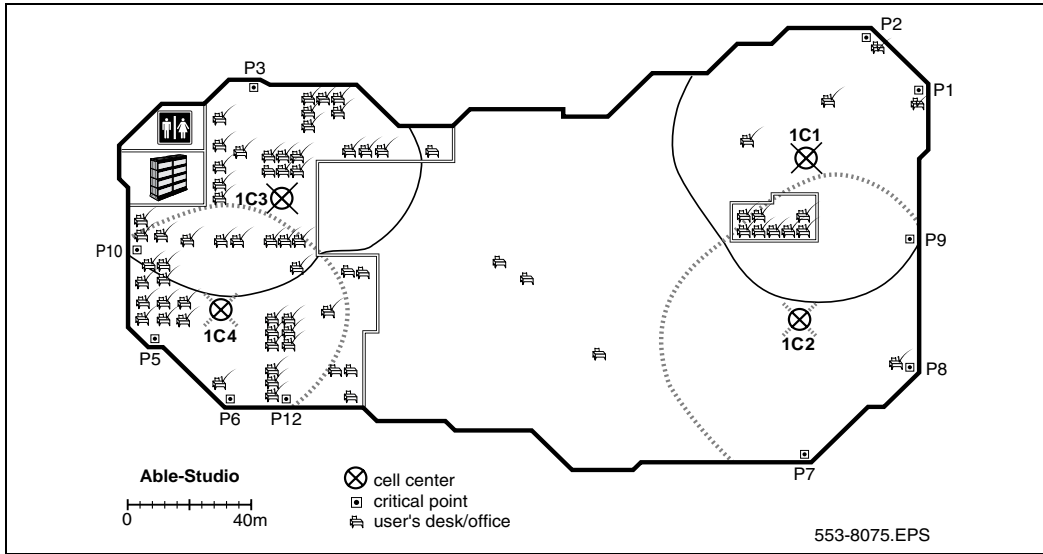 P2
P3
P1
1C1
1C3
P10
P9
1C4
1C2
P5
P8
P6
P12
P7
Able-Studio
0 40m
cell center
critical point
user's desk/office
553-8075.EPS